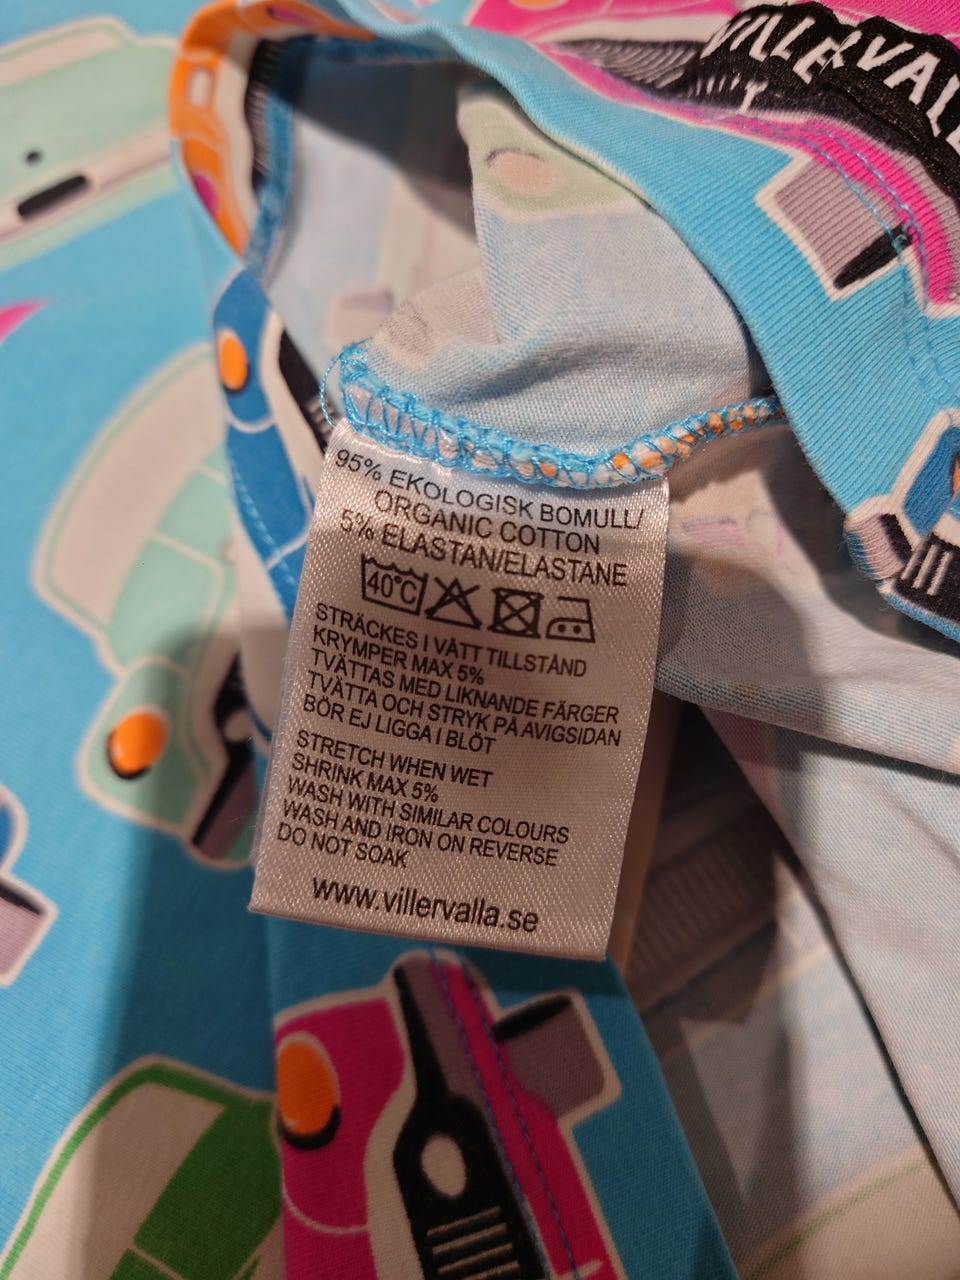 VILLERVALL
95% EKOLOGISK BOMULL/
ORGANIC COTTON
5% ELASTAN/ELASTANE
40°C
STRÄCKES I VÅTT TILLSTÅND
KRYMPER MAX 5%
TVÄTTAS MED LIKNANDE FÄRGER
TVÄTTA OCH STRYK PÅ AVIGSIDAN
BÖR EJ LIGGA I BLÖT
STRETCH WHEN WET
SHRINK MAX 5%
WASH WITH SIMILAR COLOURS
WASH AND IRON ON REVERSE
DO NOT SOAK
www.villervalla.se